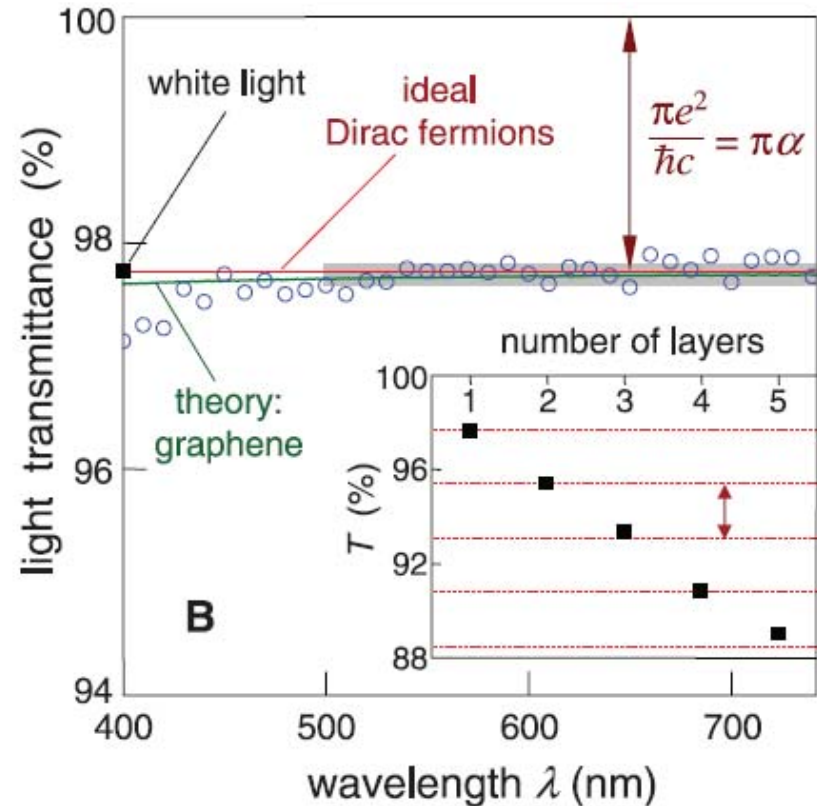 100
98
96
94
light transmittance (%)
white light
ideal
Dirac fermions
πe²/ħc = πα
theory:
graphene
B
number of layers
1 2 3 4 5
100
96
92
88
T (%)
400 500 600 700
wavelength λ (nm)